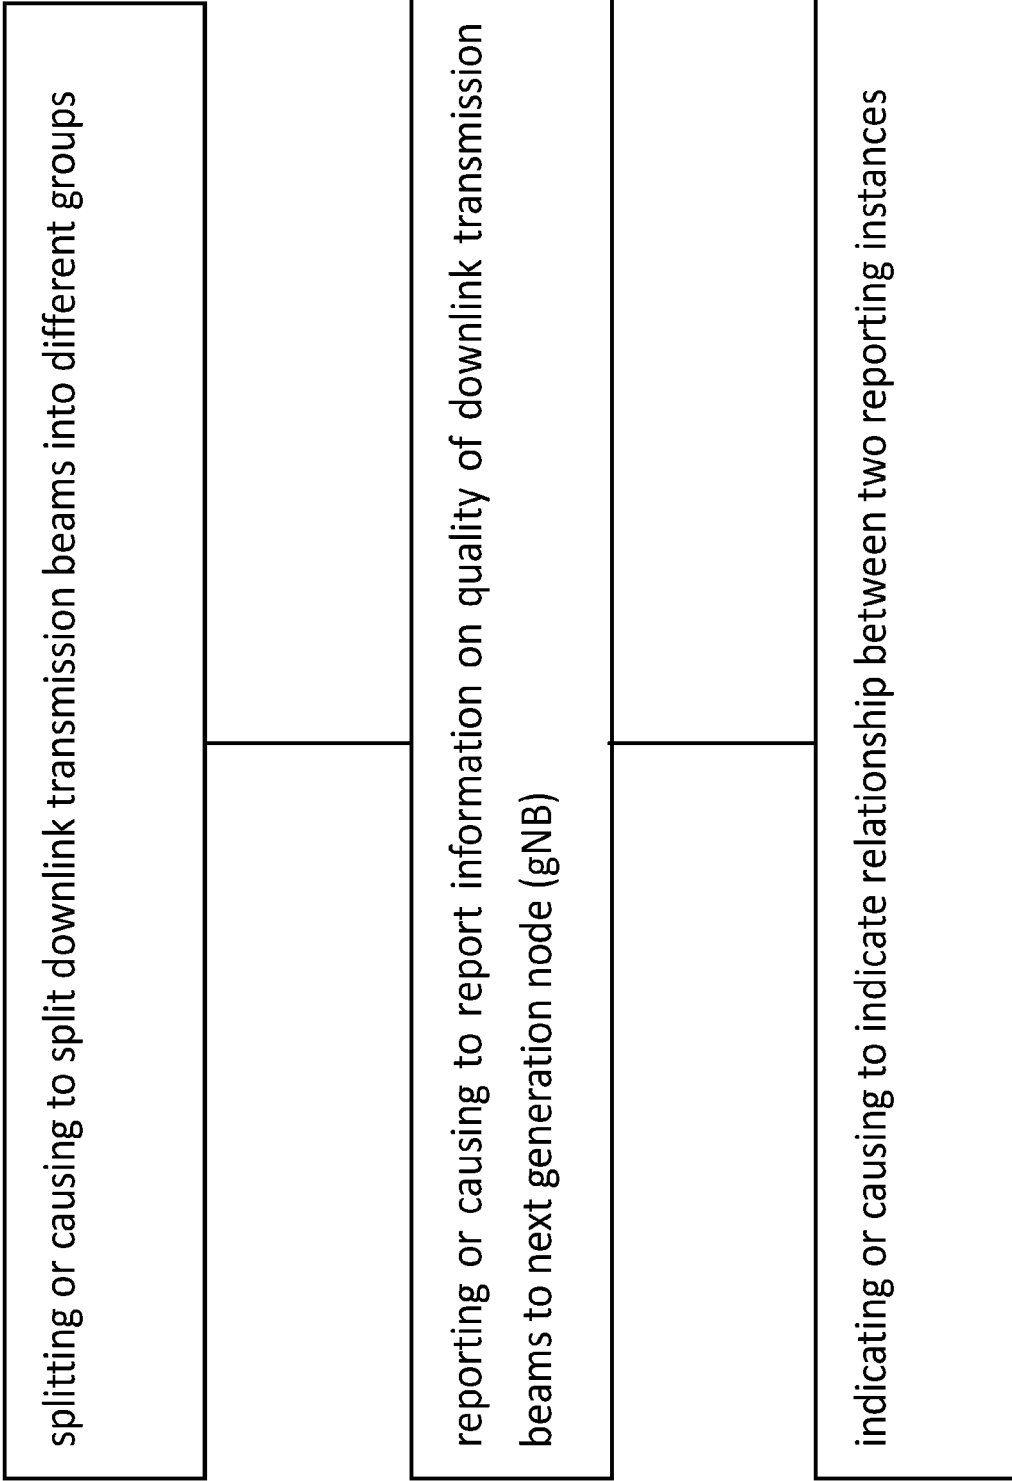 splitting or causing to split downlink transmission beams into different groups
reporting or causing to report information on quality of downlink transmission
beams to next generation node (gNB)
indicating or causing to indicate relationship between two reporting instances